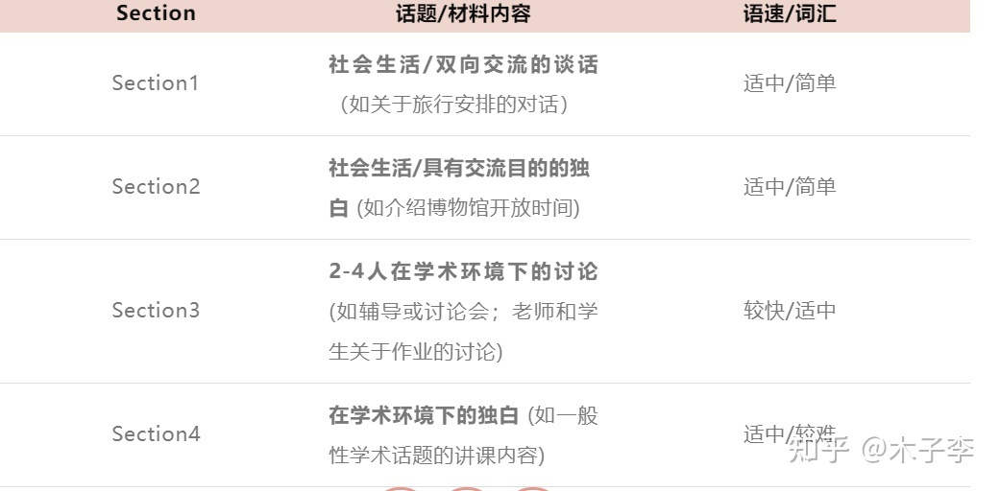 Section 话题/材料内容 语速/词汇
Section1
社会生活/双向交流的谈话
（如关于旅行安排的对话）
适中/简单
Section2
社会生活/具有交流目的的独
白 (如介绍博物馆开放时间)
适中/简单
Section3
2-4人在学术环境下的讨论
(如辅导或讨论会；老师和学
生关于作业的讨论)
较快/适中
Section4
在学术环境下的独白 (如一般
性学术话题的讲课内容)
适中/较难
知乎 @木子李